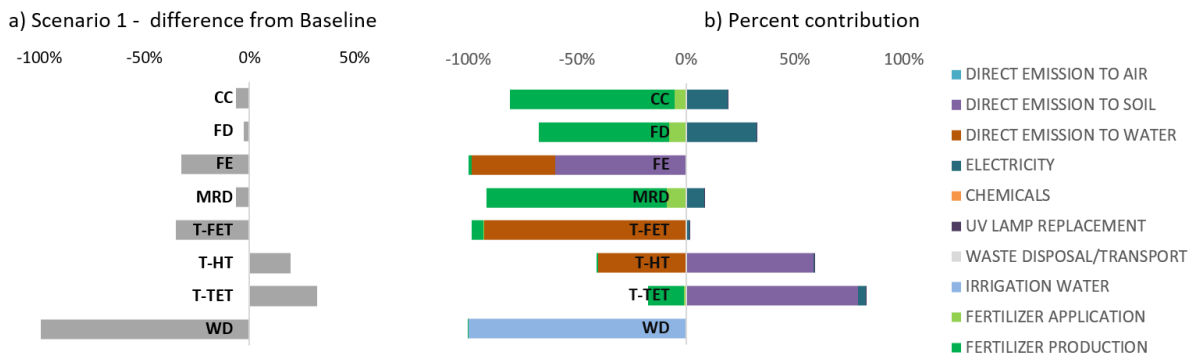 a) Scenario 1 - difference from Baseline
-100%
-50%
0%
50%
CC
FD
FE
MRD
T-FET
T-HT
T-TET
WD
b) Percent contribution
-100%
-50%
0%
50%
100%
CC
FD
FE
MRD
T-FET
T-HT
T-TET
WD
DIRECT EMISSION TO AIR
DIRECT EMISSION TO SOIL
DIRECT EMISSION TO WATER
ELECTRICITY
CHEMICALS
UV LAMP REPLACEMENT
WASTE DISPOSAL/TRANSPORT
IRRIGATION WATER
FERTILIZER APPLICATION
FERTILIZER PRODUCTION